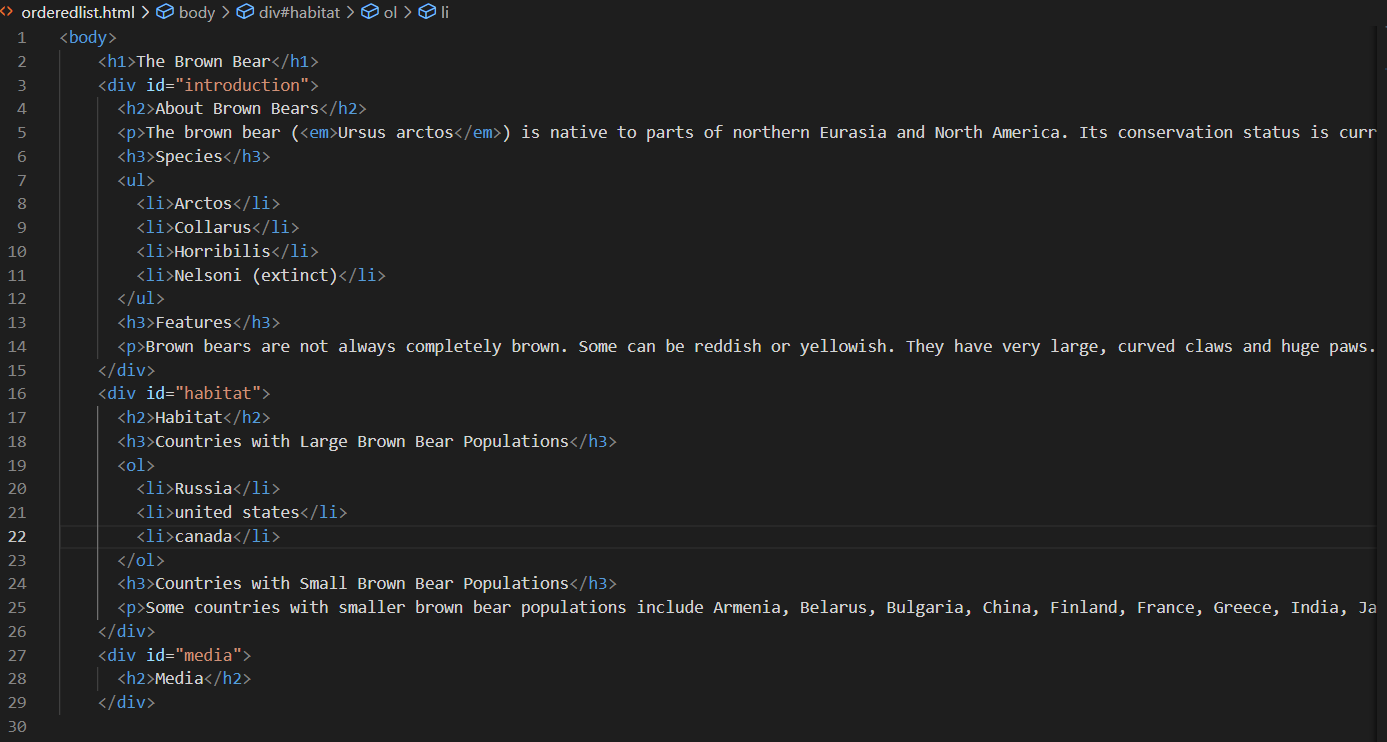 orderedlist.html > body > div#habitat > ol > li
1 <body>
2 <h1>The Brown Bear</h1>
3 <div id="introduction">
4 <h2>About Brown Bears</h2>
5 <p>The brown bear (<em>Ursus arctos</em>) is native to parts of northern Eurasia and North America. Its conservation status is curr
6 <h3>Species</h3>
7 <ul>
8 <li>Arctos</li>
9 <li>Collarus</li>
10 <li>Horribilis</li>
11 <li>Nelsoni (extinct)</li>
12 </ul>
13 <h3>Features</h3>
14 <p>Brown bears are not always completely brown. Some can be reddish or yellowish. They have very large, curved claws and huge paws.
15 </div>
16 <div id="habitat">
17 <h2>Habitat</h2>
18 <h3>Countries with Large Brown Bear Populations</h3>
19 <ol>
20 <li>Russia</li>
21 <li>united states</li>
22 <li>canada</li>
23 </ol>
24 <h3>Countries with Small Brown Bear Populations</h3>
25 <p>Some countries with smaller brown bear populations include Armenia, Belarus, Bulgaria, China, Finland, France, Greece, India, Ja
26 </div>
27 <div id="media">
28 <h2>Media</h2>
29 </div>
30